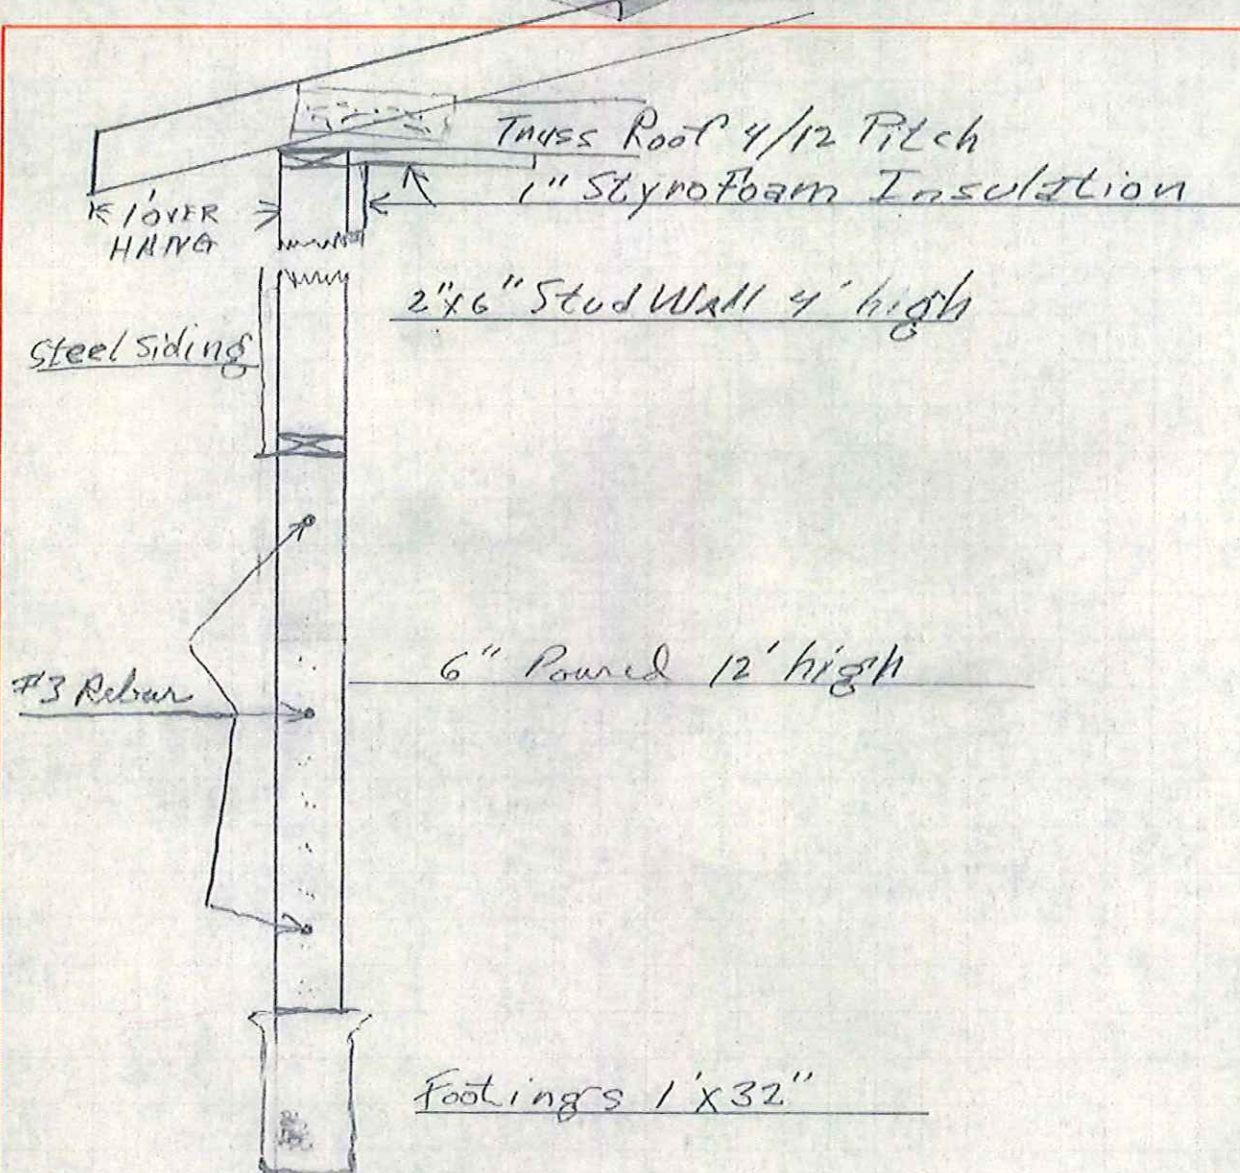 Truss Roof 4/12 Pitch
1" StyroFoam Insulation
1' OVER
HANG
2"x6" Stud Wall 4' high
Steel Siding
6" Poured 12' high
#3 Rebar
Footings 1'x32"